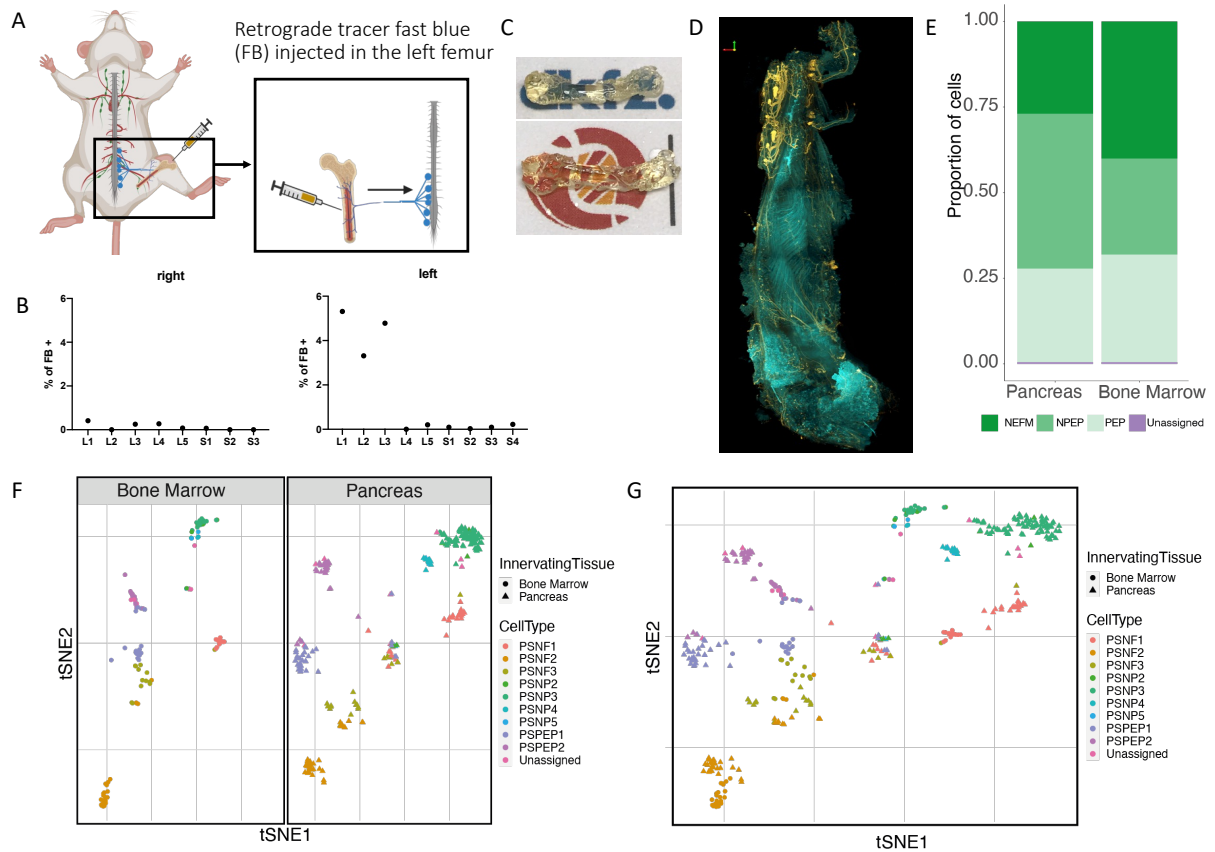 A
Retrograde tracer fast blue
(FB) injected in the left femur
right
left
B
% of FB +
6
4
2
0
L1 L2 L3 L4 L5 S1 S2 S3
% of FB +
6
4
2
0
L1 L2 L3 L4 L5 S1 S2 S3 S4
C
D
E
Proportion of cells
1.00
0.75
0.50
0.25
0.00
Pancreas Bone Marrow
NEFM NPEP PEP Unassigned
F
Bone Marrow Pancreas
tSNE2
tSNE1
InnervatingTissue
Bone Marrow
Pancreas
CellType
PSNF1
PSNF2
PSNF3
PSNP2
PSNP3
PSNP4
PSNP5
PSPEP1
PSPEP2
Unassigned
G
tSNE2
tSNE1
InnervatingTissue
Bone Marrow
Pancreas
CellType
PSNF1
PSNF2
PSNF3
PSNP2
PSNP3
PSNP4
PSNP5
PSPEP1
PSPEP2
Unassigned